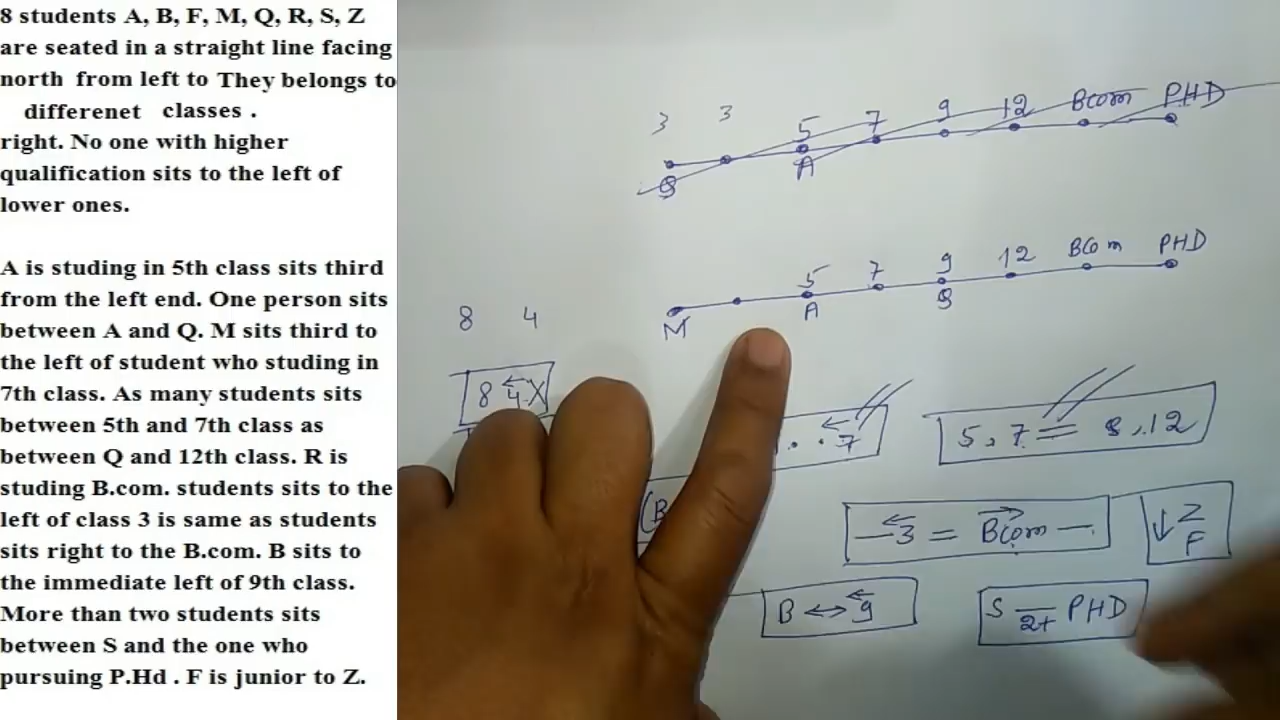 8 students A, B, F, M, Q, R, S, Z
are seated in a straight line facing
north from left to They belongs to
differenet classes .
right. No one with higher
qualification sits to the left of
lower ones.
A is studing in 5th class sits third
from the left end. One person sits
between A and Q. M sits third to
the left of student who studing in
7th class. As many students sits
between 5th and 7th class as
between Q and 12th class. R is
studing B.com. students sits to the
left of class 3 is same as students
sits right to the B.com. B sits to
the immediate left of 9th class.
More than two students sits
between S and the one who
pursuing P.Hd . F is junior to Z.
3 3 5 7 9 12 Bcom PHD
Q A
5 7 9 12 BCom PHD
M A Q
8 4
8 4 X
. . 7
5, 7 = 8, 12
(B
3 = Bcom
Z
F
B ↔ 9
S 2+ PHD